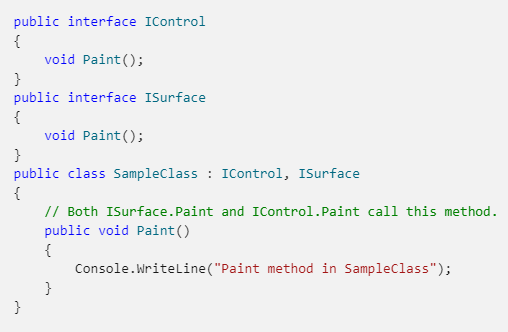 public interface IControl
{
    void Paint();
}
public interface ISurface
{
    void Paint();
}
public class SampleClass : IControl, ISurface
{
    // Both ISurface.Paint and IControl.Paint call this method.
    public void Paint()
    {
        Console.WriteLine("Paint method in SampleClass");
    }
}